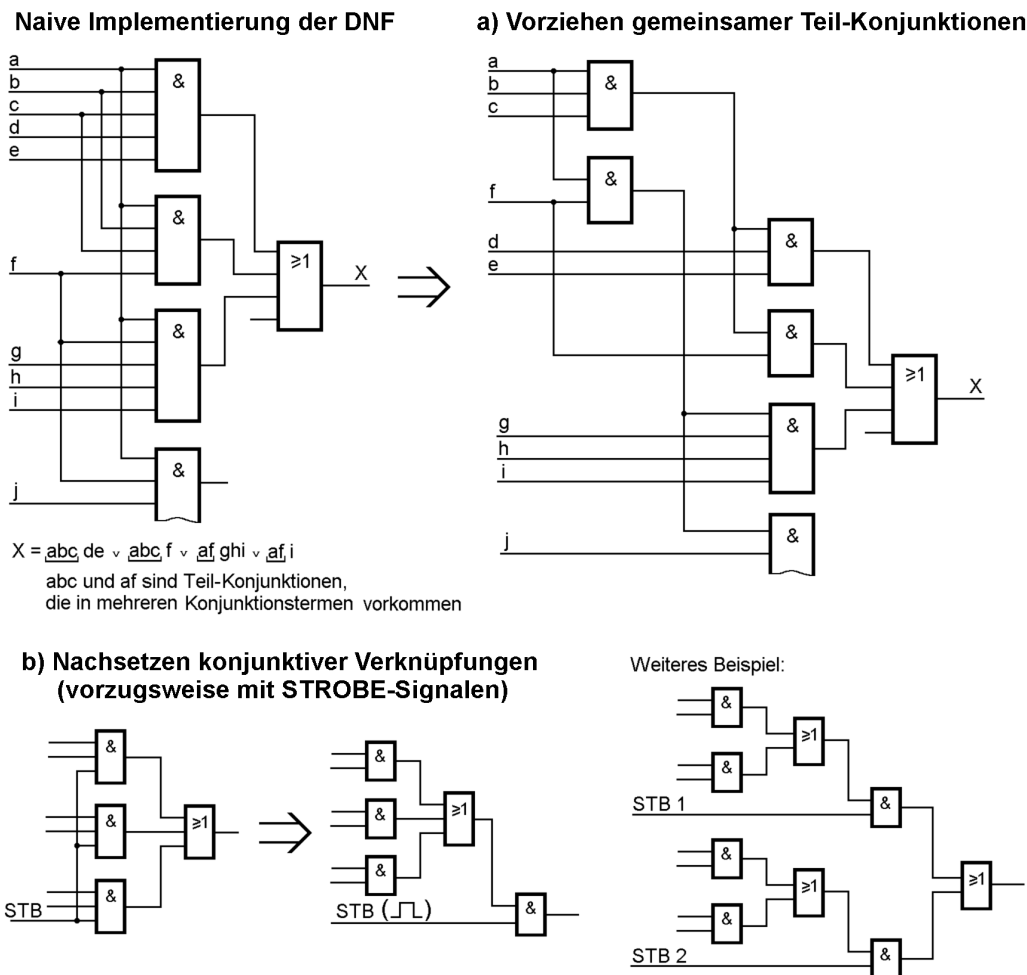 Naive Implementierung der DNF
a
b
c
d
e
f
g
h
i
j
&
&
&
&
≥1
X
X = abc de v abc f v af ghi v af i
abc und af sind Teil-Konjunktionen,
die in mehreren Konjunktionstermen vorkommen
a) Vorziehen gemeinsamer Teil-Konjunktionen
a
b
c
f
d
e
g
h
i
j
&
&
&
&
&
&
≥1
X
b) Nachsetzen konjunktiver Verknüpfungen
(vorzugsweise mit STROBE-Signalen)
&
&
&
≥1
STB
&
&
&
≥1
STB ( )
&
Weiteres Beispiel:
&
&
≥1
STB 1
&
&
&
≥1
STB 2
&
≥1